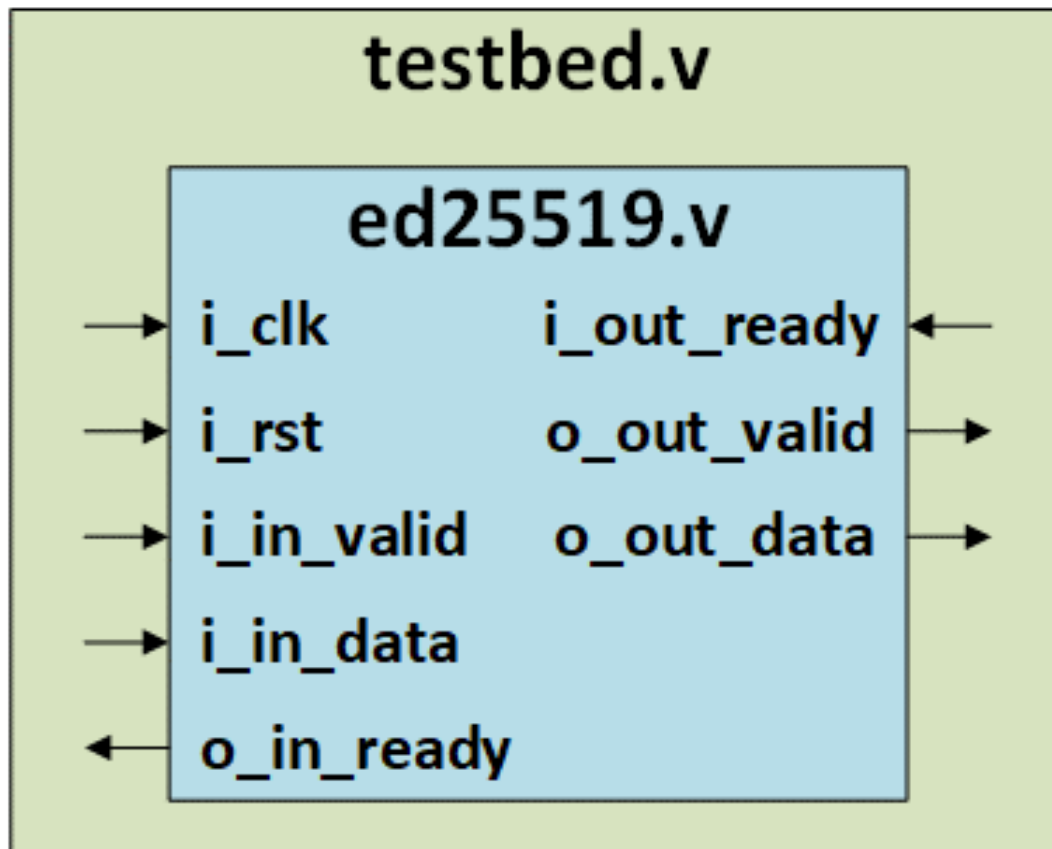 testbed.v
ed25519.v
i_clk
i_out_ready
i_rst
o_out_valid
i_in_valid
o_out_data
i_in_data
o_in_ready